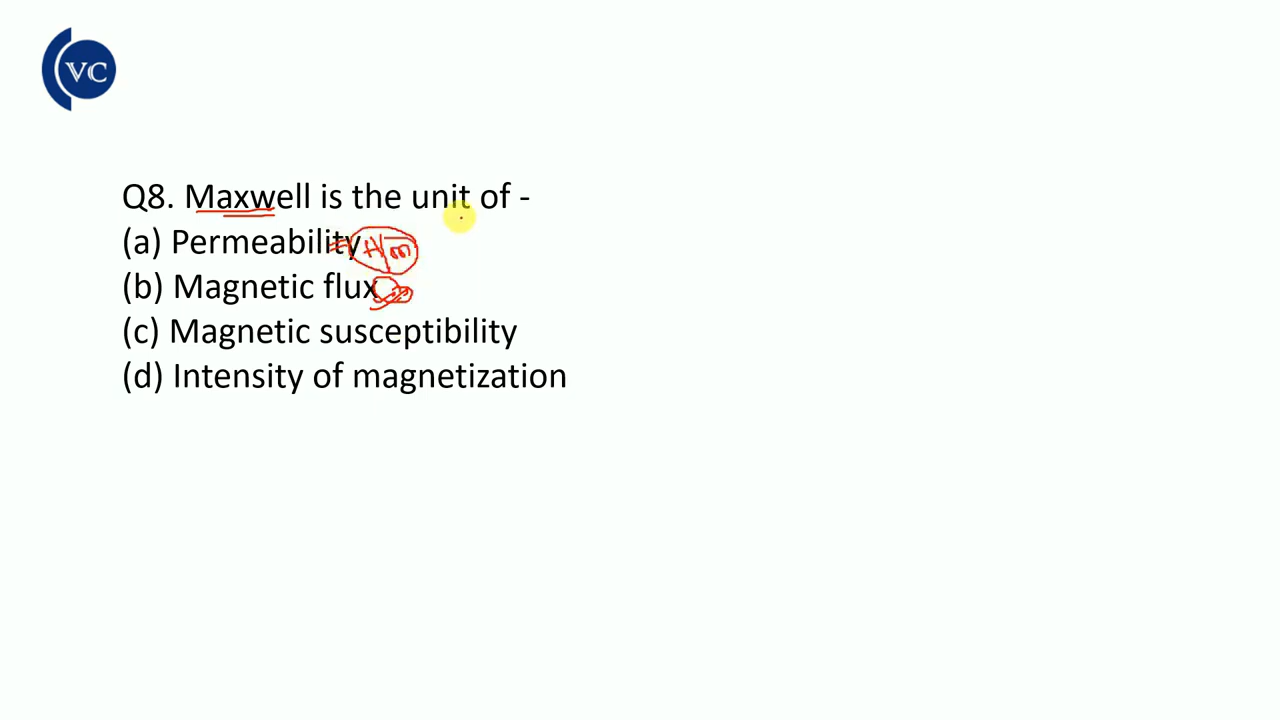 VC
Q8. Maxwell is the unit of -
(a) Permeability = H/m
(b) Magnetic flux
(c) Magnetic susceptibility
(d) Intensity of magnetization